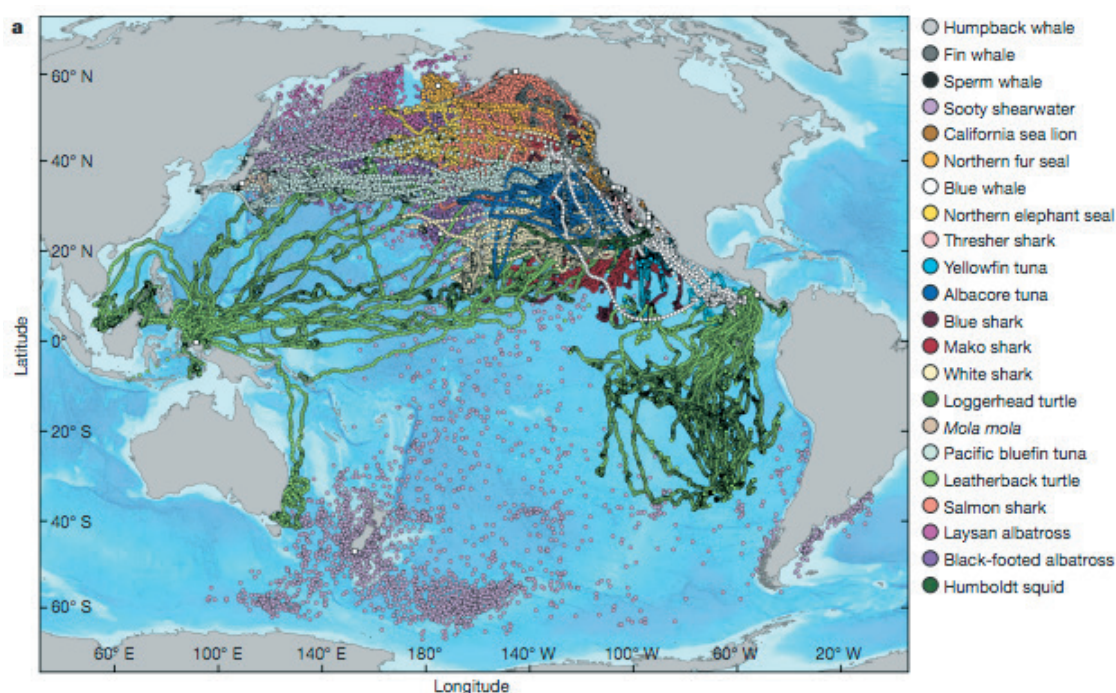 a
60° N
40° N
20° N
0°
20° S
40° S
60° S
Latitude
60° E
100° E
140° E
180°
140° W
100° W
60° W
20° W
Longitude
Humpback whale
Fin whale
Sperm whale
Sooty shearwater
California sea lion
Northern fur seal
Blue whale
Northern elephant seal
Thresher shark
Yellowfin tuna
Albacore tuna
Blue shark
Mako shark
White shark
Loggerhead turtle
Mola mola
Pacific bluefin tuna
Leatherback turtle
Salmon shark
Laysan albatross
Black-footed albatross
Humboldt squid